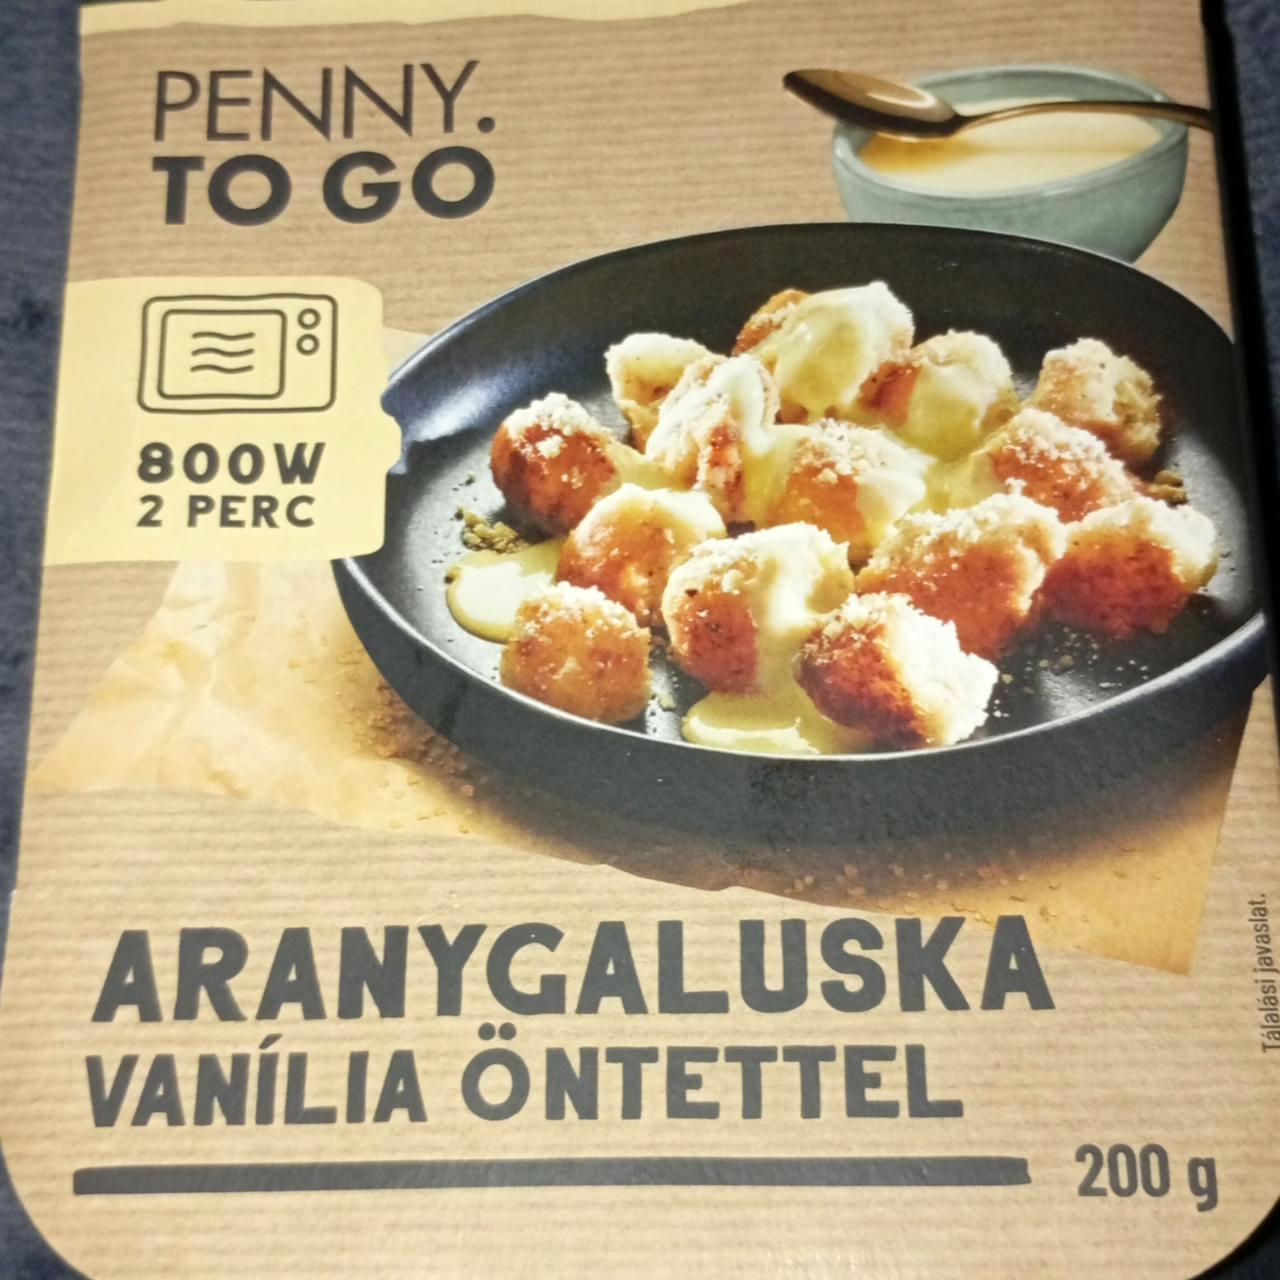 PENNY.
TO GO
800W
2 PERC
ARANYGALUSKA
VANÍLIA ÖNTETTEL
200 g
Tálalási javaslat.